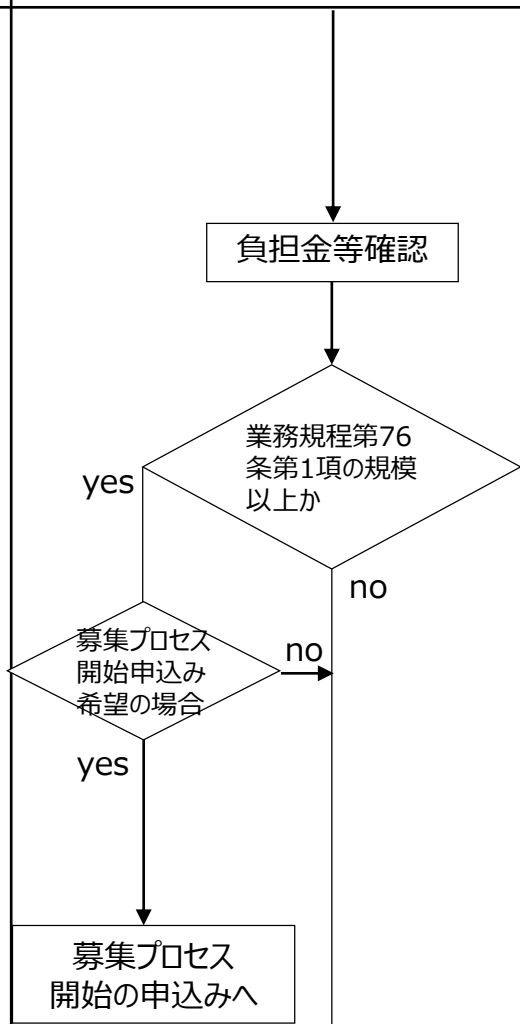 負担金等確認
業務規程第76
条第1項の規模
以上か
yes
no
募集プロセス
開始申込み
希望の場合
no
yes
募集プロセス
開始の申込みへ